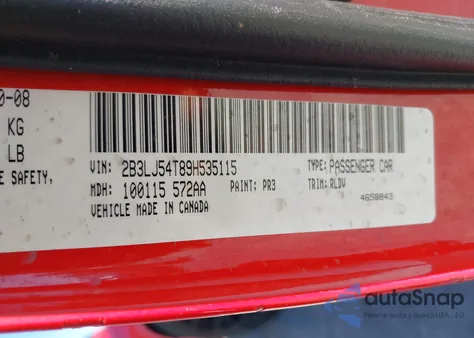 0-08
KG
LB
E SAFETY,
VIN: 2B3LJ54T89H535115 TYPE: PASSENGER CAR
MDH: 100115 572AA PAINT: PR3 TRIM: RLDV
VEHICLE MADE IN CANADA 4658843
autoSnap